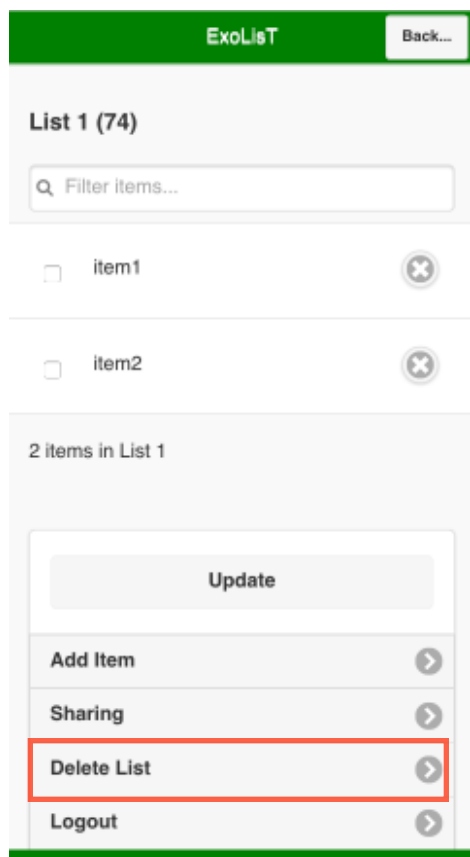 ExoLisT
Back...
List 1 (74)
Filter items...
item1
item2
2 items in List 1
Update
Add Item
Sharing
Delete List
Logout